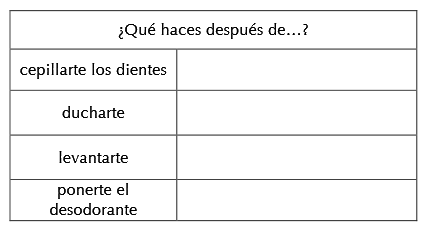 ¿Qué haces después de…?
cepillarte los dientes
ducharte
levantarte
ponerte el
desodorante